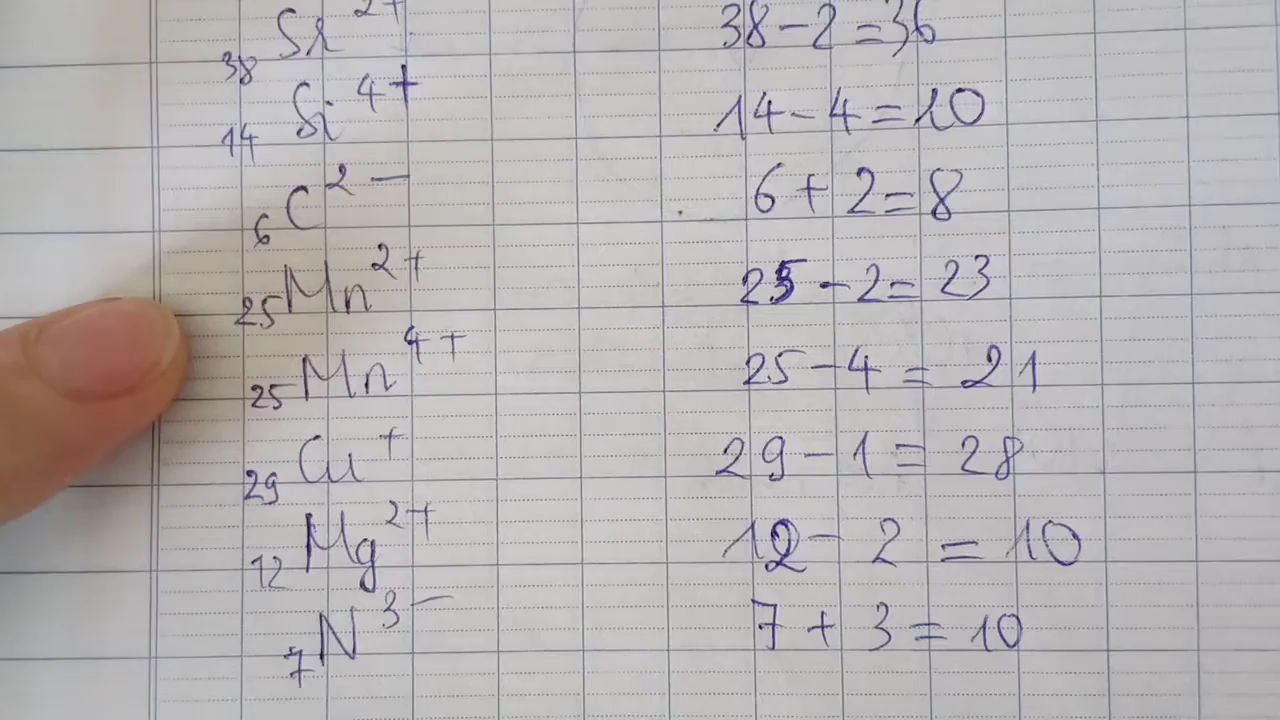 ₃₈Sr²⁺ 38 - 2 = 36
₁₄Si⁴⁺ 14 - 4 = 10
₆C²⁻ 6 + 2 = 8
₂₅Mn²⁺ 25 - 2 = 23
₂₅Mn⁴⁺ 25 - 4 = 21
₂₉Cu⁺ 29 - 1 = 28
₁₂Mg²⁺ 12 - 2 = 10
₇N³⁻ 7 + 3 = 10